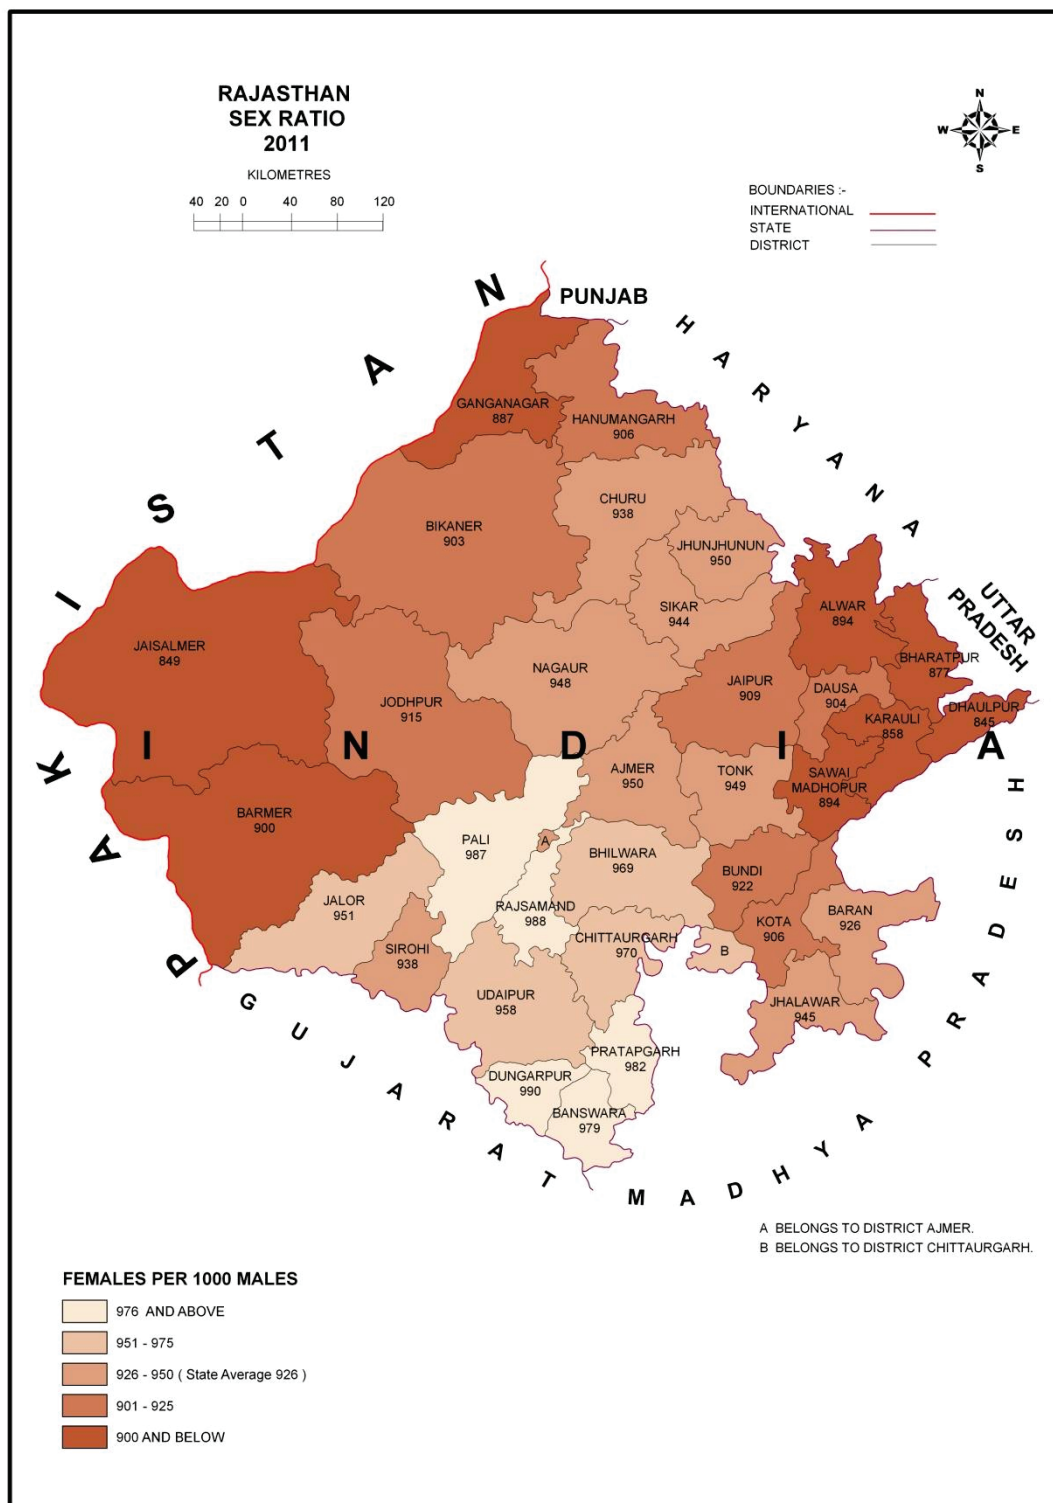 RAJASTHAN
SEX RATIO
2011
KILOMETRES
40 20 0 40 80 120
N
W E
S
BOUNDARIES :-
INTERNATIONAL
STATE
DISTRICT
PAKISTAN
PUNJAB
HARYANA
UTTAR
PRADESH
MADHYA PRADESH
GUJARAT
INDIA
GANGANAGAR
887
HANUMANGARH
906
BIKANER
903
CHURU
938
JHUNJHUNUN
950
SIKAR
944
ALWAR
894
BHARATPUR
877
JAISALMER
849
JODHPUR
915
NAGAUR
948
JAIPUR
909
DAUSA
904
KARAULI
858
DHAULPUR
845
BARMER
900
AJMER
950
TONK
949
SAWAI
MADHOPUR
894
PALI
987
A
BHILWARA
969
BUNDI
922
JALOR
951
RAJSAMAND
988
SIROHI
938
CHITTAURGARH
970
B
KOTA
906
BARAN
926
UDAIPUR
958
JHALAWAR
945
PRATAPGARH
982
DUNGARPUR
990
BANSWARA
979
A BELONGS TO DISTRICT AJMER.
B BELONGS TO DISTRICT CHITTAURGARH.
FEMALES PER 1000 MALES
976 AND ABOVE
951 - 975
926 - 950 ( State Average 926 )
901 - 925
900 AND BELOW